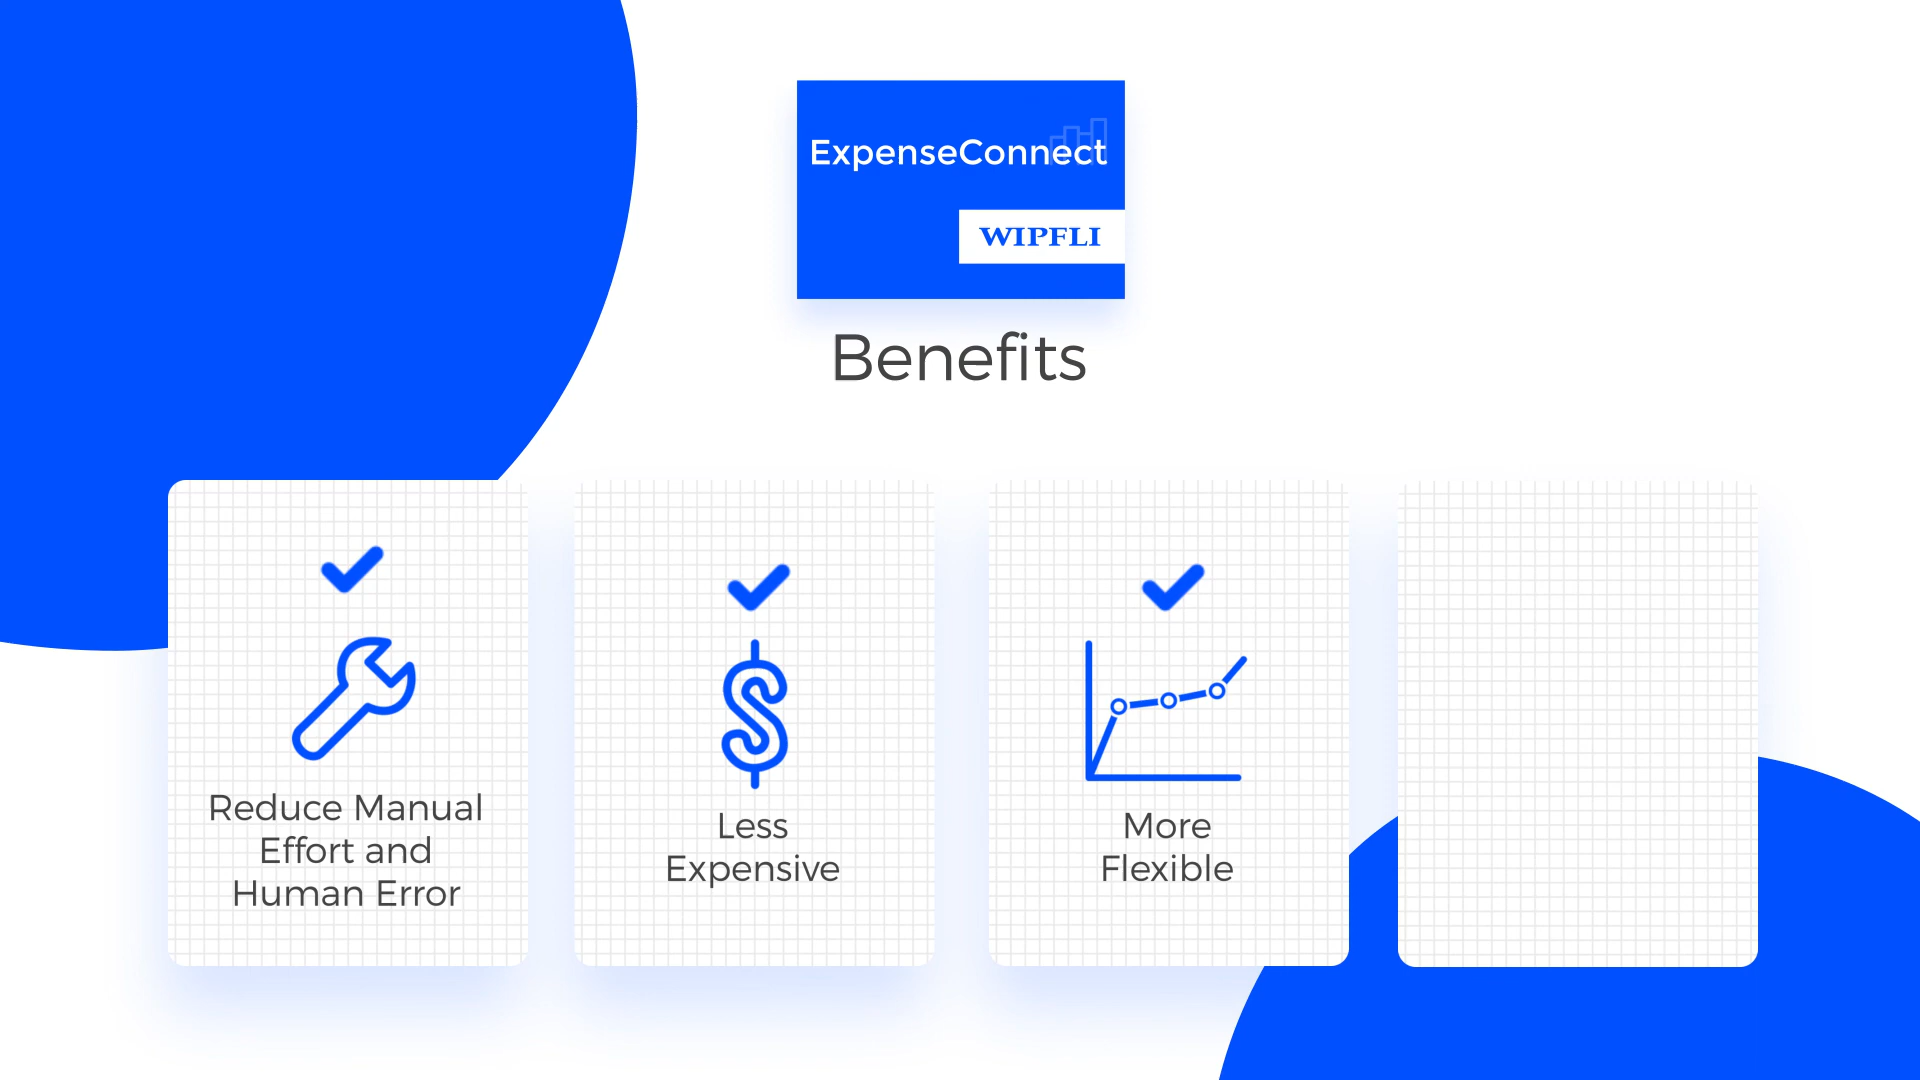 ExpenseConnect
WIPFLI
Benefits
Reduce Manual
Effort and
Human Error
Less
Expensive
More
Flexible